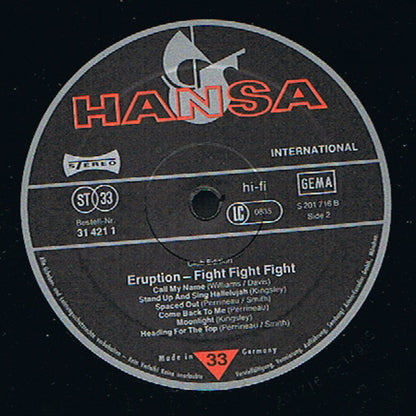 HANSA
INTERNATIONAL
STEREO
ST 33
hi-fi
GEMA
LC 0835
Bestell-Nr.
31 421 1
S 201 716 B
Side 2
Club Edition
Eruption – Fight Fight Fight
Call My Name (Williams / Davis)
Stand Up And Sing Hallelujah (Kingsley)
Spaced Out (Perrineau / Smith)
Come Back To Me (Perrineau)
Moonlight (Kingsley)
Heading For The Top (Perrineau / Smith)
Made in 33 Germany